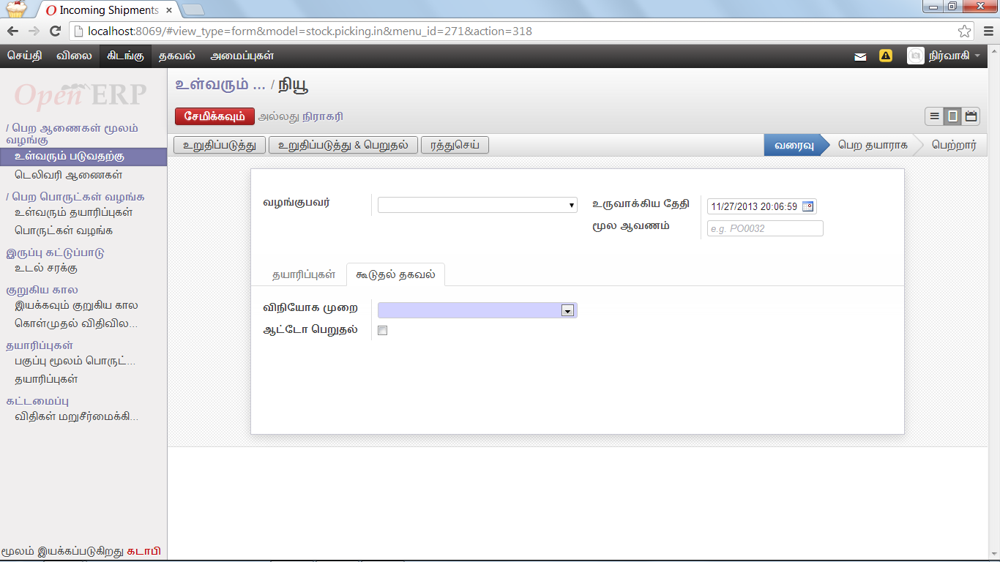 Incoming Shipments
localhost:8069/#view_type=form&model=stock.picking.in&menu_id=271&action=318
செய்தி விலை கிடங்கு தகவல் அமைப்புகள் நிர்வாகி
Open ERP
உள்வரும் ... / நியூ
சேமிக்கவும் அல்லது நிராகரி
/ பெற ஆணைகள் மூலம்
வழங்கு
உள்வரும் படுவதற்கு
டெலிவரி ஆணைகள்
/ பெற பொருட்கள் வழங்க
உள்வரும் தயாரிப்புகள்
பொருட்கள் வழங்க
இருப்பு கட்டுப்பாடு
உடல் சரக்கு
குறுகிய கால
இயக்கவும் குறுகிய கால
கொள்முதல் விதிவில...
தயாரிப்புகள்
பகுப்பு மூலம் பொருட்...
தயாரிப்புகள்
கட்டமைப்பு
விதிகள் மறுசீர்மைக்கி...
மூலம் இயக்கப்படுகிறது கடாபி
உறுதிப்படுத்து உறுதிப்படுத்து & பெறுதல் ரத்துசெய் வரைவு பெற தயாராக பெற்றார்
வழங்குபவர் உருவாக்கிய தேதி 11/27/2013 20:06:59
மூல ஆவணம் e.g. PO0032
தயாரிப்புகள் கூடுதல் தகவல்
விநியோக முறை
ஆட்டோ பெறுதல்